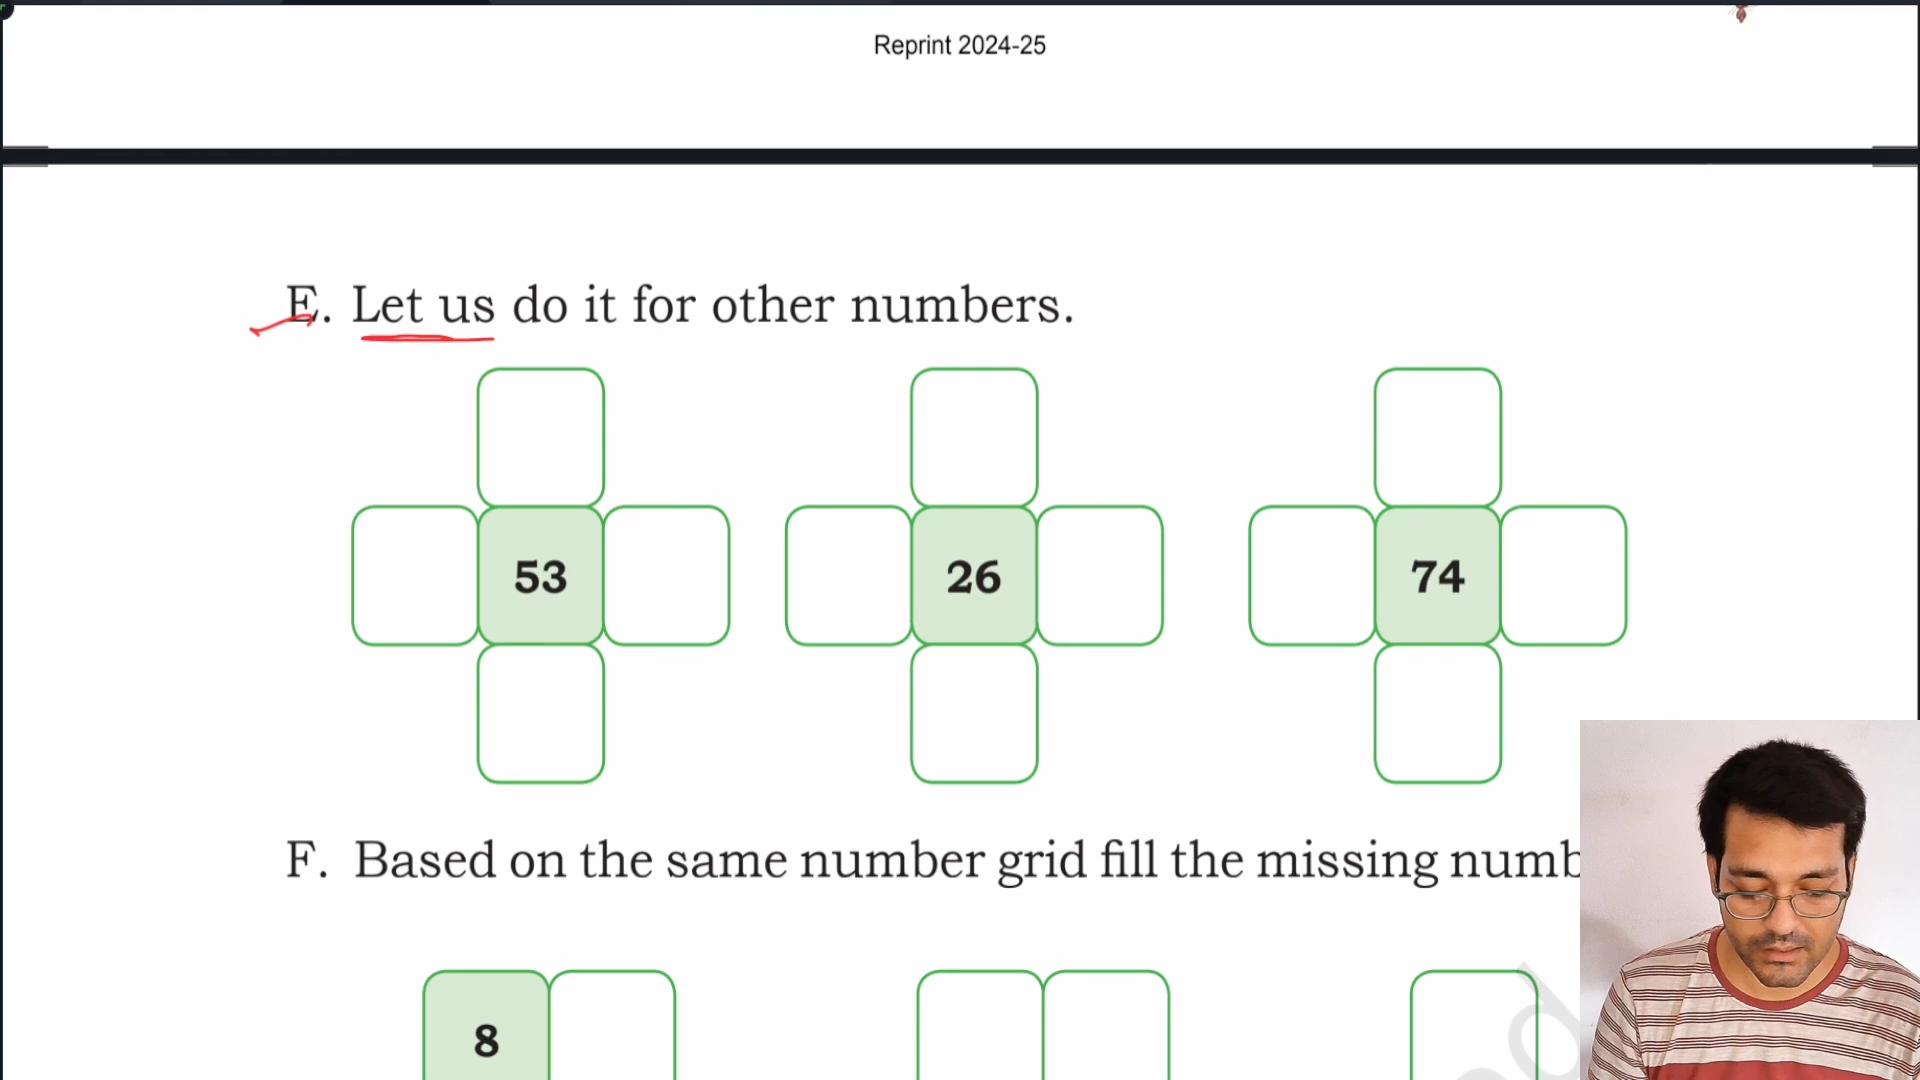 Reprint 2024-25
E. Let us do it for other numbers.
53 26 74
F. Based on the same number grid fill the missing numb
8